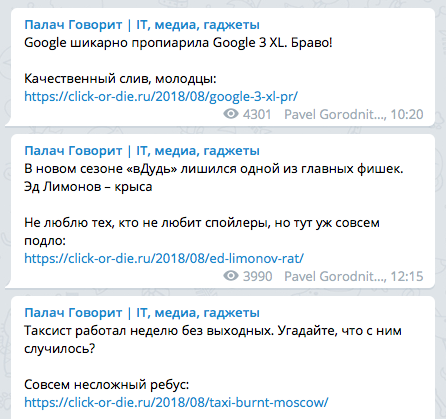 Палач Говорит | IT, медиа, гаджеты
Google шикарно пропиарила Google 3 XL. Браво!
Качественный слив, молодцы:
https://click-or-die.ru/2018/08/google-3-xl-pr/
4301 Pavel Gorodnit..., 10:20
Палач Говорит | IT, медиа, гаджеты
В новом сезоне «вДудь» лишился одной из главных фишек.
Эд Лимонов – крыса
Не люблю тех, кто не любит спойлеры, но тут уж совсем
подло:
https://click-or-die.ru/2018/08/ed-limonov-rat/
3990 Pavel Gorodnit..., 12:15
Палач Говорит | IT, медиа, гаджеты
Таксист работал неделю без выходных. Угадайте, что с ним
случилось?
Совсем несложный ребус:
https://click-or-die.ru/2018/08/taxi-burnt-moscow/